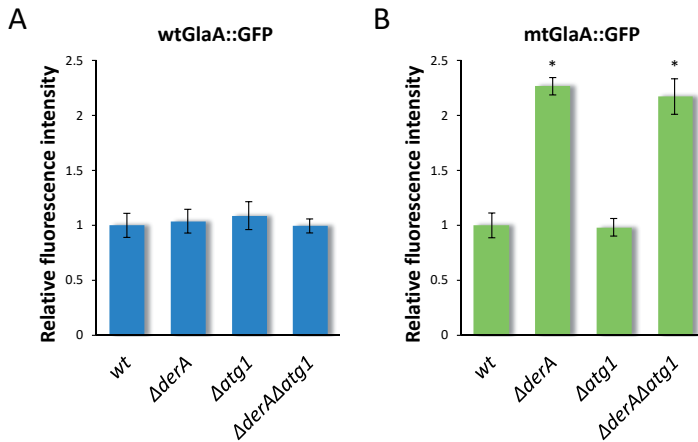 A
wtGlaA::GFP
Relative fluorescence intensity
2.5
2
1.5
1
0.5
0
wt
ΔderA
Δatg1
ΔderAΔatg1
B
mtGlaA::GFP
Relative fluorescence intensity
2.5
2
1.5
1
0.5
0
*
*
wt
ΔderA
Δatg1
ΔderAΔatg1